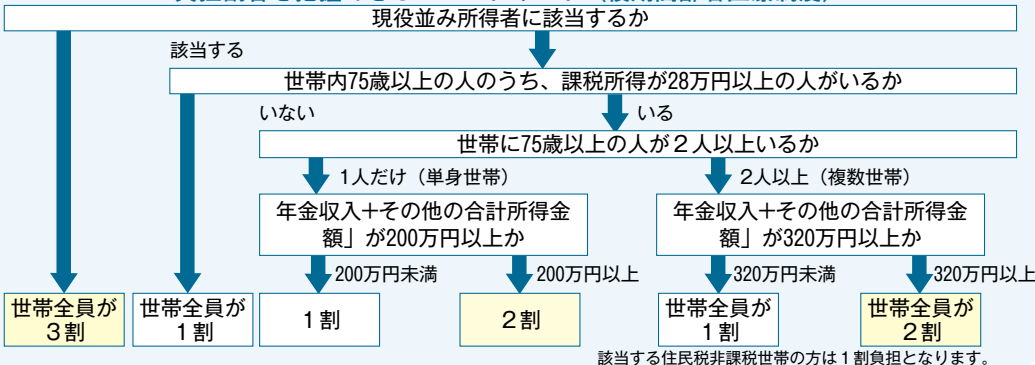 現役並み所得者に該当するか
該当する
世帯内75歳以上の人のうち、課税所得が28万円以上の人がいるか
いない
いる
世帯に75歳以上の人が２人以上いるか
1人だけ（単身世帯）
2人以上（複数世帯）
年金収入+その他の合計所得金
額」が200万円以上か
年金収入+その他の合計所得金
額」が320万円以上か
200万円未満
200万円以上
320万円未満
320万円以上
世帯全員が
３割
世帯全員が
１割
１割
２割
世帯全員が
１割
世帯全員が
２割
該当する住民税非課税世帯の方は１割負担となります。